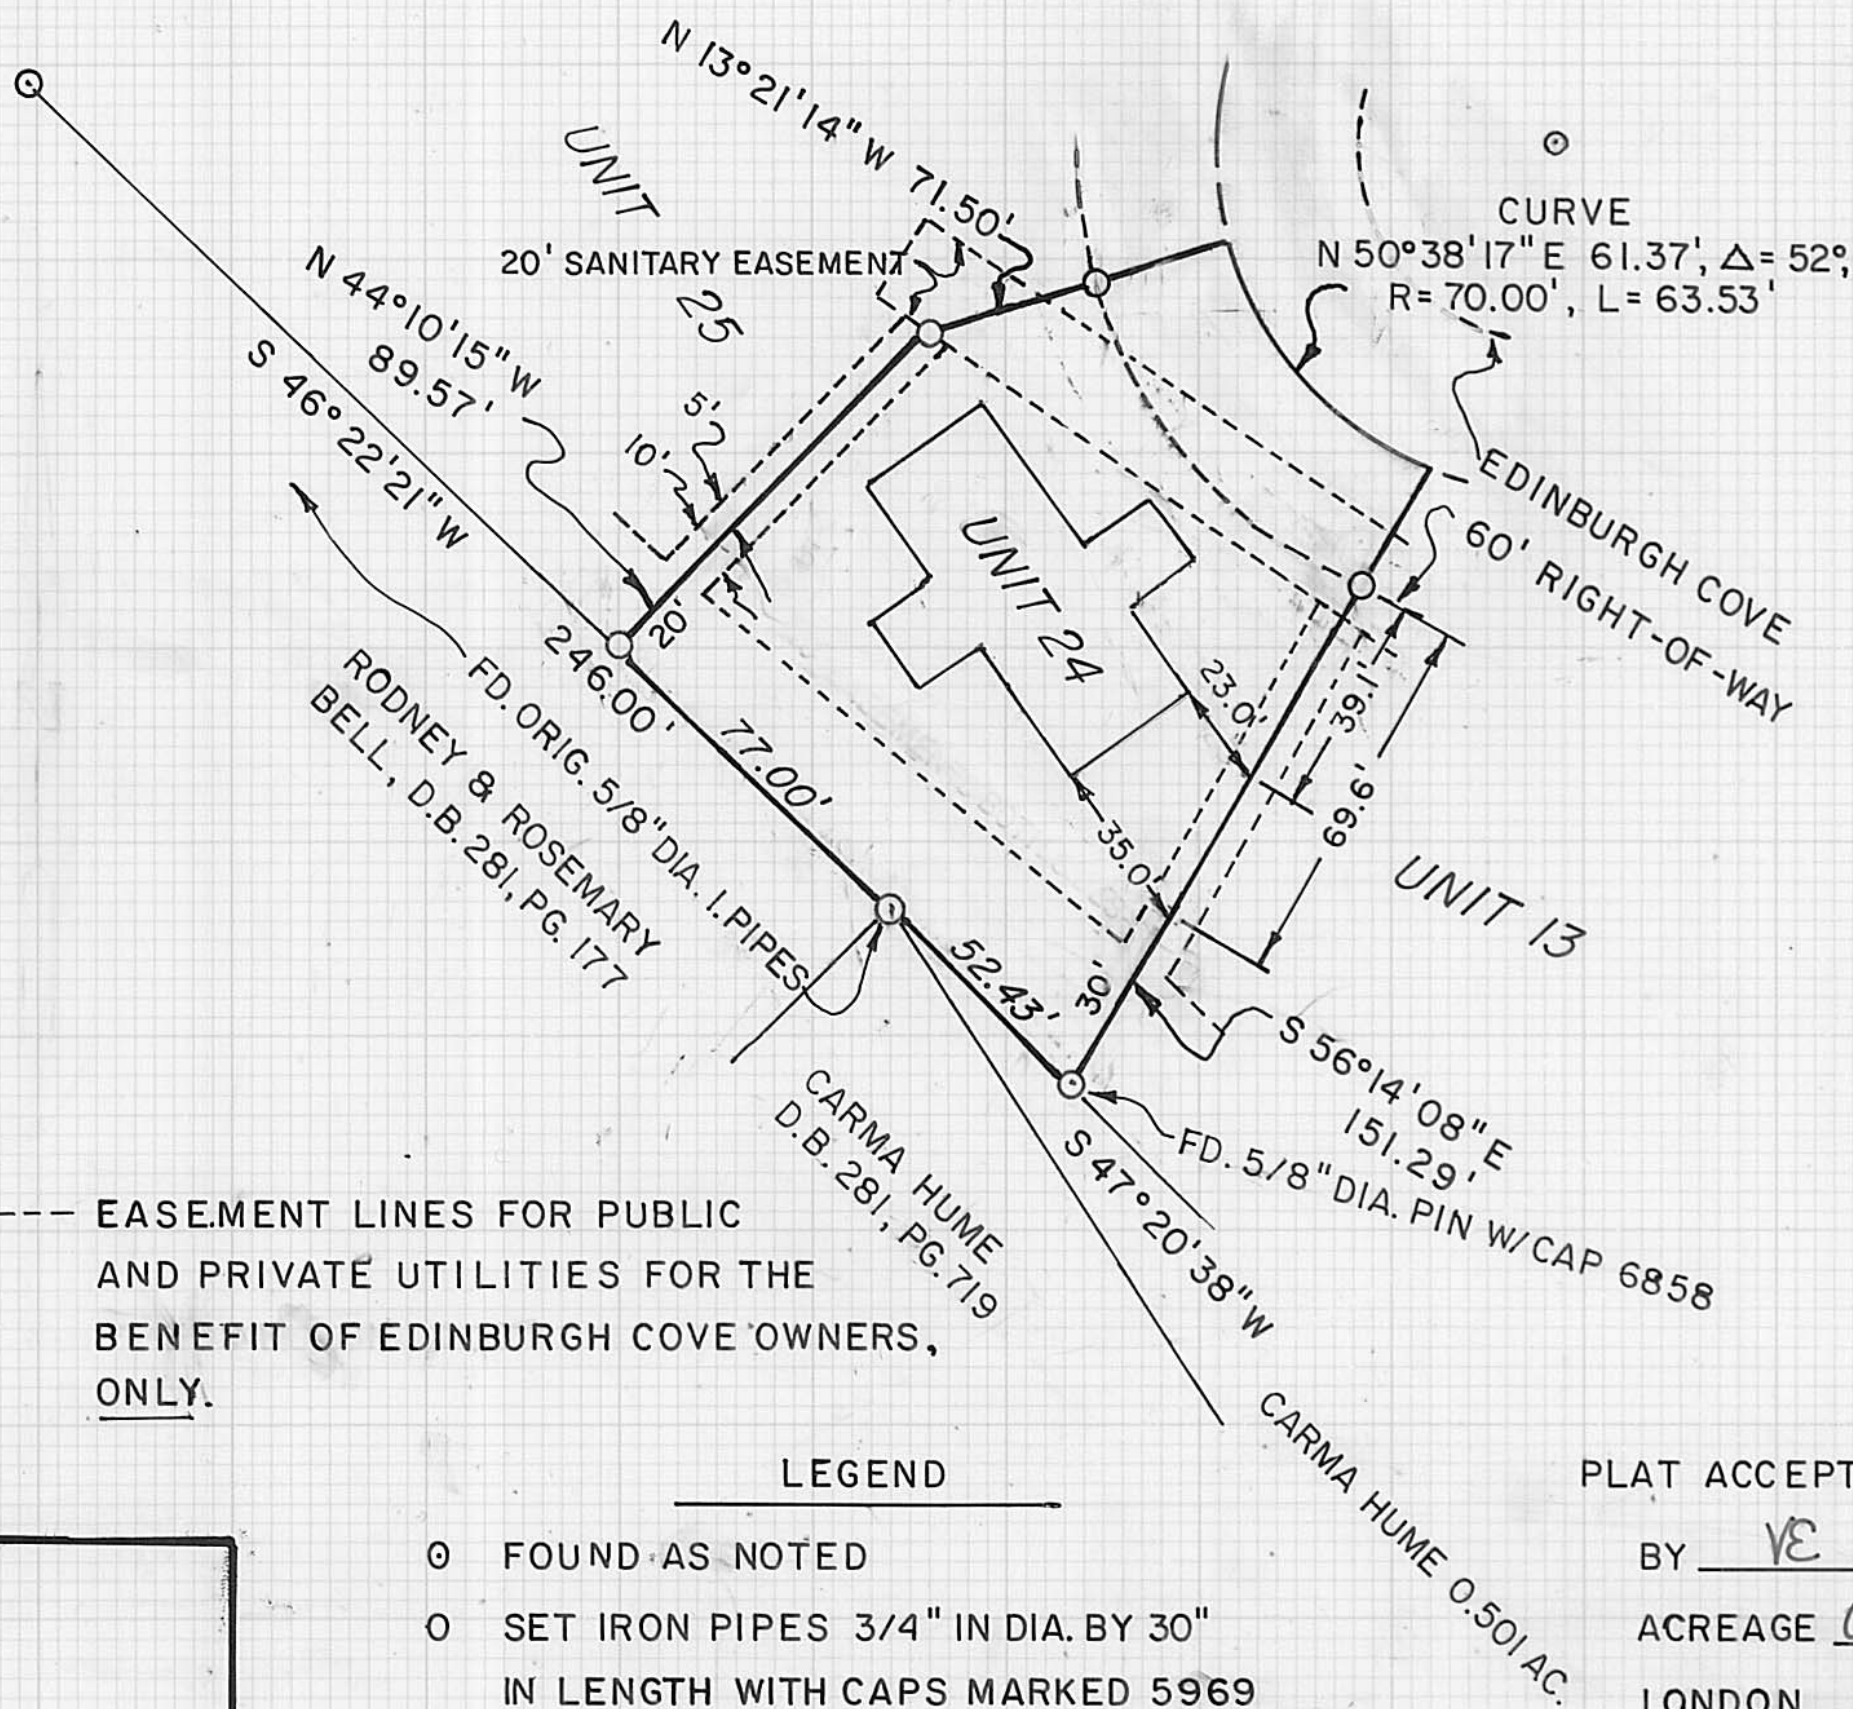 N 13°21'14" W 71.50'
UNIT
25
20' SANITARY EASEMENT
CURVE
N 50°38'17" E 61.37', Δ= 52°,
R= 70.00', L= 63.53'
N 44°10'15" W
89.57'
S 46°22'21" W
5'
10'
EDINBURGH COVE
60' RIGHT-OF-WAY
UNIT 24
20'
246.00'
77.00'
23.0'
39.1'
69.6'
35.0'
UNIT 13
FD. ORIG. 5/8" DIA. I.PIPES
RODNEY & ROSEMARY
BELL, D.B. 281, PG. 177
52.43'
30'
S 56°14'08" E
151.29'
FD. 5/8" DIA. PIN W/CAP 6858
S 47°20'38" W
CARMA HUME
D.B. 281, PG. 719
CARMA HUME 0.501 AC.
--- EASEMENT LINES FOR PUBLIC
AND PRIVATE UTILITIES FOR THE
BENEFIT OF EDINBURGH COVE OWNERS,
ONLY.
LEGEND
⊙ FOUND AS NOTED
O SET IRON PIPES 3/4" IN DIA. BY 30"
IN LENGTH WITH CAPS MARKED 5969
PLAT ACCEPT
BY VE
ACREAGE
LONDON